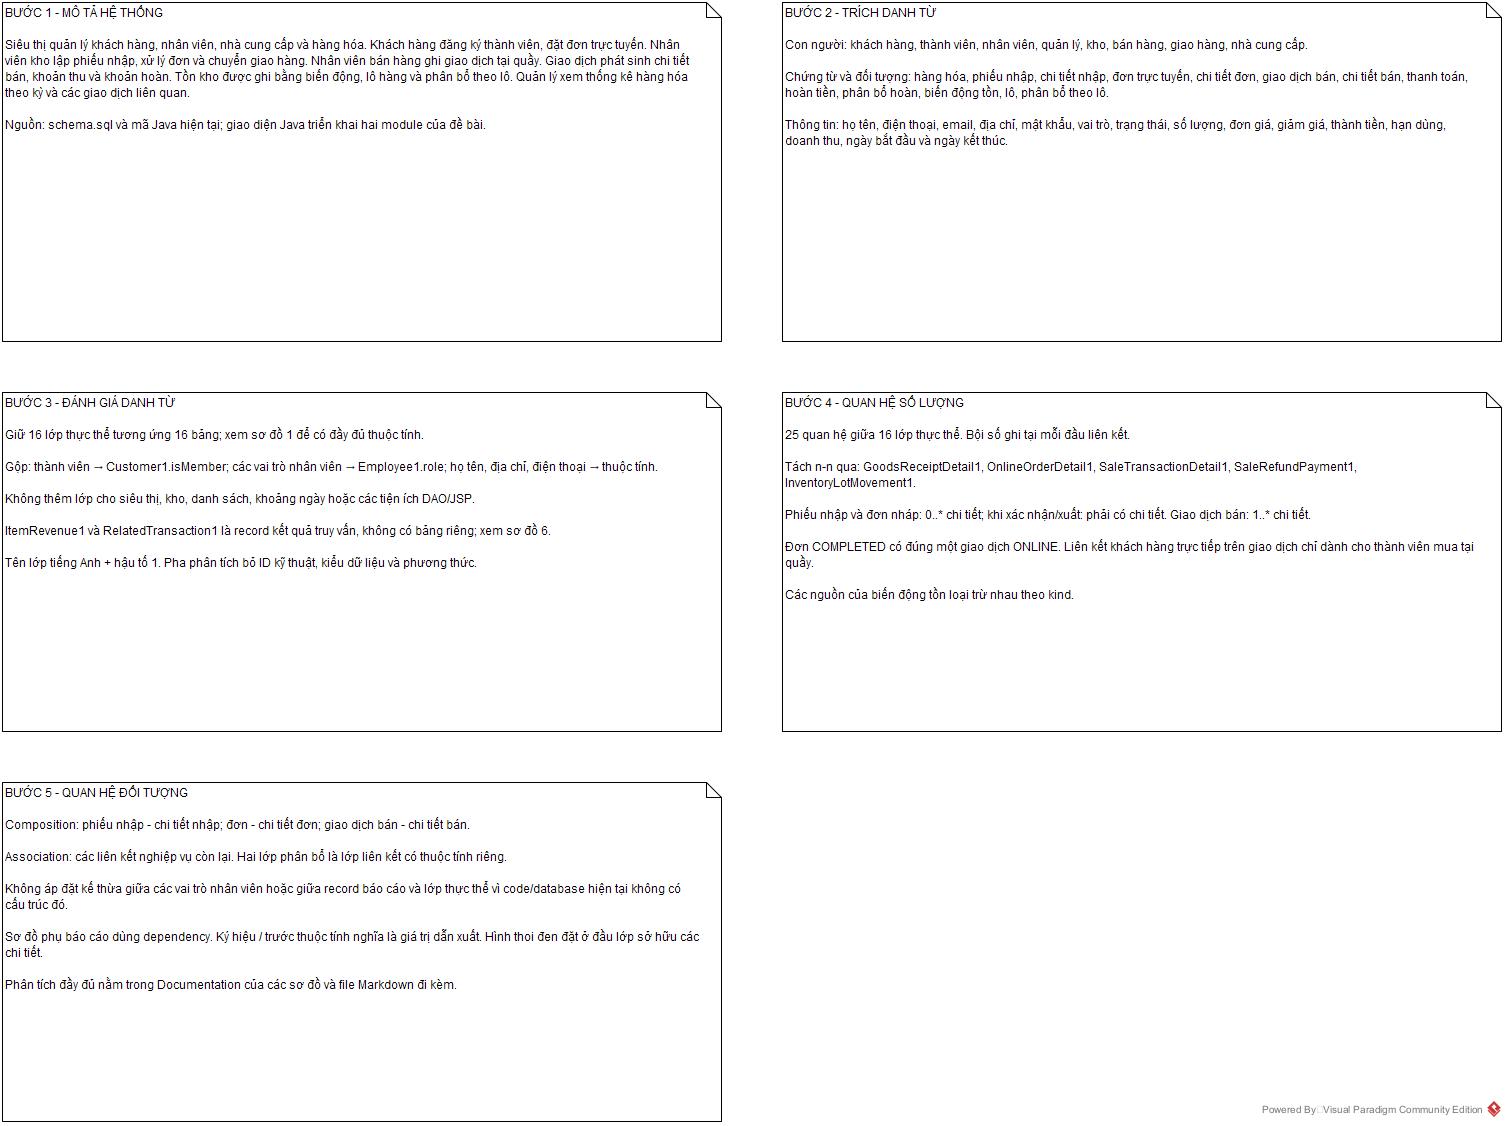 BƯỚC 1 - MÔ TẢ HỆ THỐNG
Siêu thị quản lý khách hàng, nhân viên, nhà cung cấp và hàng hóa. Khách hàng đăng ký thành viên, đặt đơn trực tuyến. Nhân
viên kho lập phiếu nhập, xử lý đơn và chuyển giao hàng. Nhân viên bán hàng ghi giao dịch tại quầy. Giao dịch phát sinh chi tiết
bán, khoản thu và khoản hoàn. Tồn kho được ghi bằng biến động, lô hàng và phân bổ theo lô. Quản lý xem thống kê hàng hóa
theo kỳ và các giao dịch liên quan.
Nguồn: schema.sql và mã Java hiện tại; giao diện Java triển khai hai module của đề bài.
BƯỚC 2 - TRÍCH DANH TỪ
Con người: khách hàng, thành viên, nhân viên, quản lý, kho, bán hàng, giao hàng, nhà cung cấp.
Chứng từ và đối tượng: hàng hóa, phiếu nhập, chi tiết nhập, đơn trực tuyến, chi tiết đơn, giao dịch bán, chi tiết bán, thanh toán,
hoàn tiền, phân bổ hoàn, biến động tồn, lô, phân bổ theo lô.
Thông tin: họ tên, điện thoại, email, địa chỉ, mật khẩu, vai trò, trạng thái, số lượng, đơn giá, giảm giá, thành tiền, hạn dùng,
doanh thu, ngày bắt đầu và ngày kết thúc.
BƯỚC 3 - ĐÁNH GIÁ DANH TỪ
Giữ 16 lớp thực thể tương ứng 16 bảng; xem sơ đồ 1 để có đầy đủ thuộc tính.
Gộp: thành viên → Customer1.isMember; các vai trò nhân viên → Employee1.role; họ tên, địa chỉ, điện thoại → thuộc tính.
Không thêm lớp cho siêu thị, kho, danh sách, khoảng ngày hoặc các tiện ích DAO/JSP.
ItemRevenue1 và RelatedTransaction1 là record kết quả truy vấn, không có bảng riêng; xem sơ đồ 6.
Tên lớp tiếng Anh + hậu tố 1. Pha phân tích bỏ ID kỹ thuật, kiểu dữ liệu và phương thức.
BƯỚC 4 - QUAN HỆ SỐ LƯỢNG
25 quan hệ giữa 16 lớp thực thể. Bội số ghi tại mỗi đầu liên kết.
Tách n-n qua: GoodsReceiptDetail1, OnlineOrderDetail1, SaleTransactionDetail1, SaleRefundPayment1,
InventoryLotMovement1.
Phiếu nhập và đơn nháp: 0..* chi tiết; khi xác nhận/xuất: phải có chi tiết. Giao dịch bán: 1..* chi tiết.
Đơn COMPLETED có đúng một giao dịch ONLINE. Liên kết khách hàng trực tiếp trên giao dịch chỉ dành cho thành viên mua tại
quầy.
Các nguồn của biến động tồn loại trừ nhau theo kind.
BƯỚC 5 - QUAN HỆ ĐỐI TƯỢNG
Composition: phiếu nhập - chi tiết nhập; đơn - chi tiết đơn; giao dịch bán - chi tiết bán.
Association: các liên kết nghiệp vụ còn lại. Hai lớp phân bổ là lớp liên kết có thuộc tính riêng.
Không áp đặt kế thừa giữa các vai trò nhân viên hoặc giữa record báo cáo và lớp thực thể vì code/database hiện tại không có
cấu trúc đó.
Sơ đồ phụ báo cáo dùng dependency. Ký hiệu / trước thuộc tính nghĩa là giá trị dẫn xuất. Hình thoi đen đặt ở đầu lớp sở hữu các
chi tiết.
Phân tích đầy đủ nằm trong Documentation của các sơ đồ và file Markdown đi kèm.
Powered By Visual Paradigm Community Edition